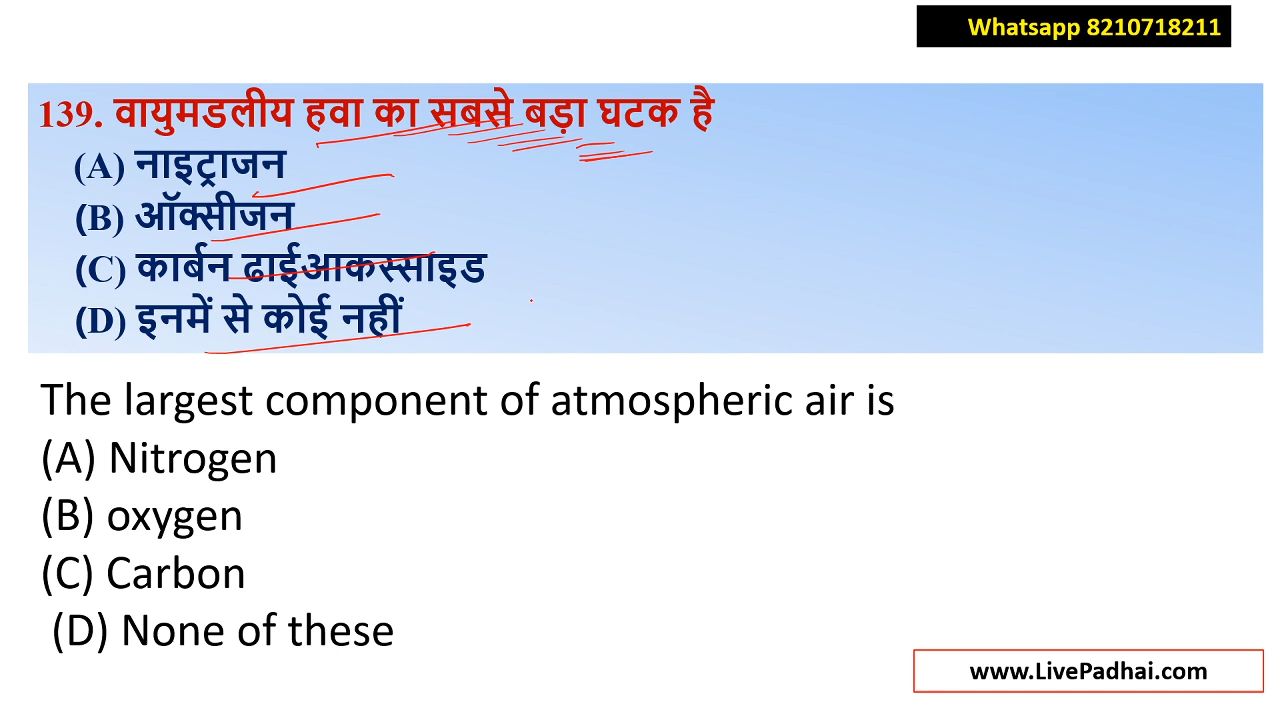 Whatsapp 8210718211
139. वायुमडलीय हवा का सबसे बड़ा घटक है
(A) नाइट्राजन
(B) ऑक्सीजन
(C) कार्बन ढाईआकस्साइड
(D) इनमें से कोई नहीं
The largest component of atmospheric air is
(A) Nitrogen
(B) oxygen
(C) Carbon
(D) None of these
www.LivePadhai.com